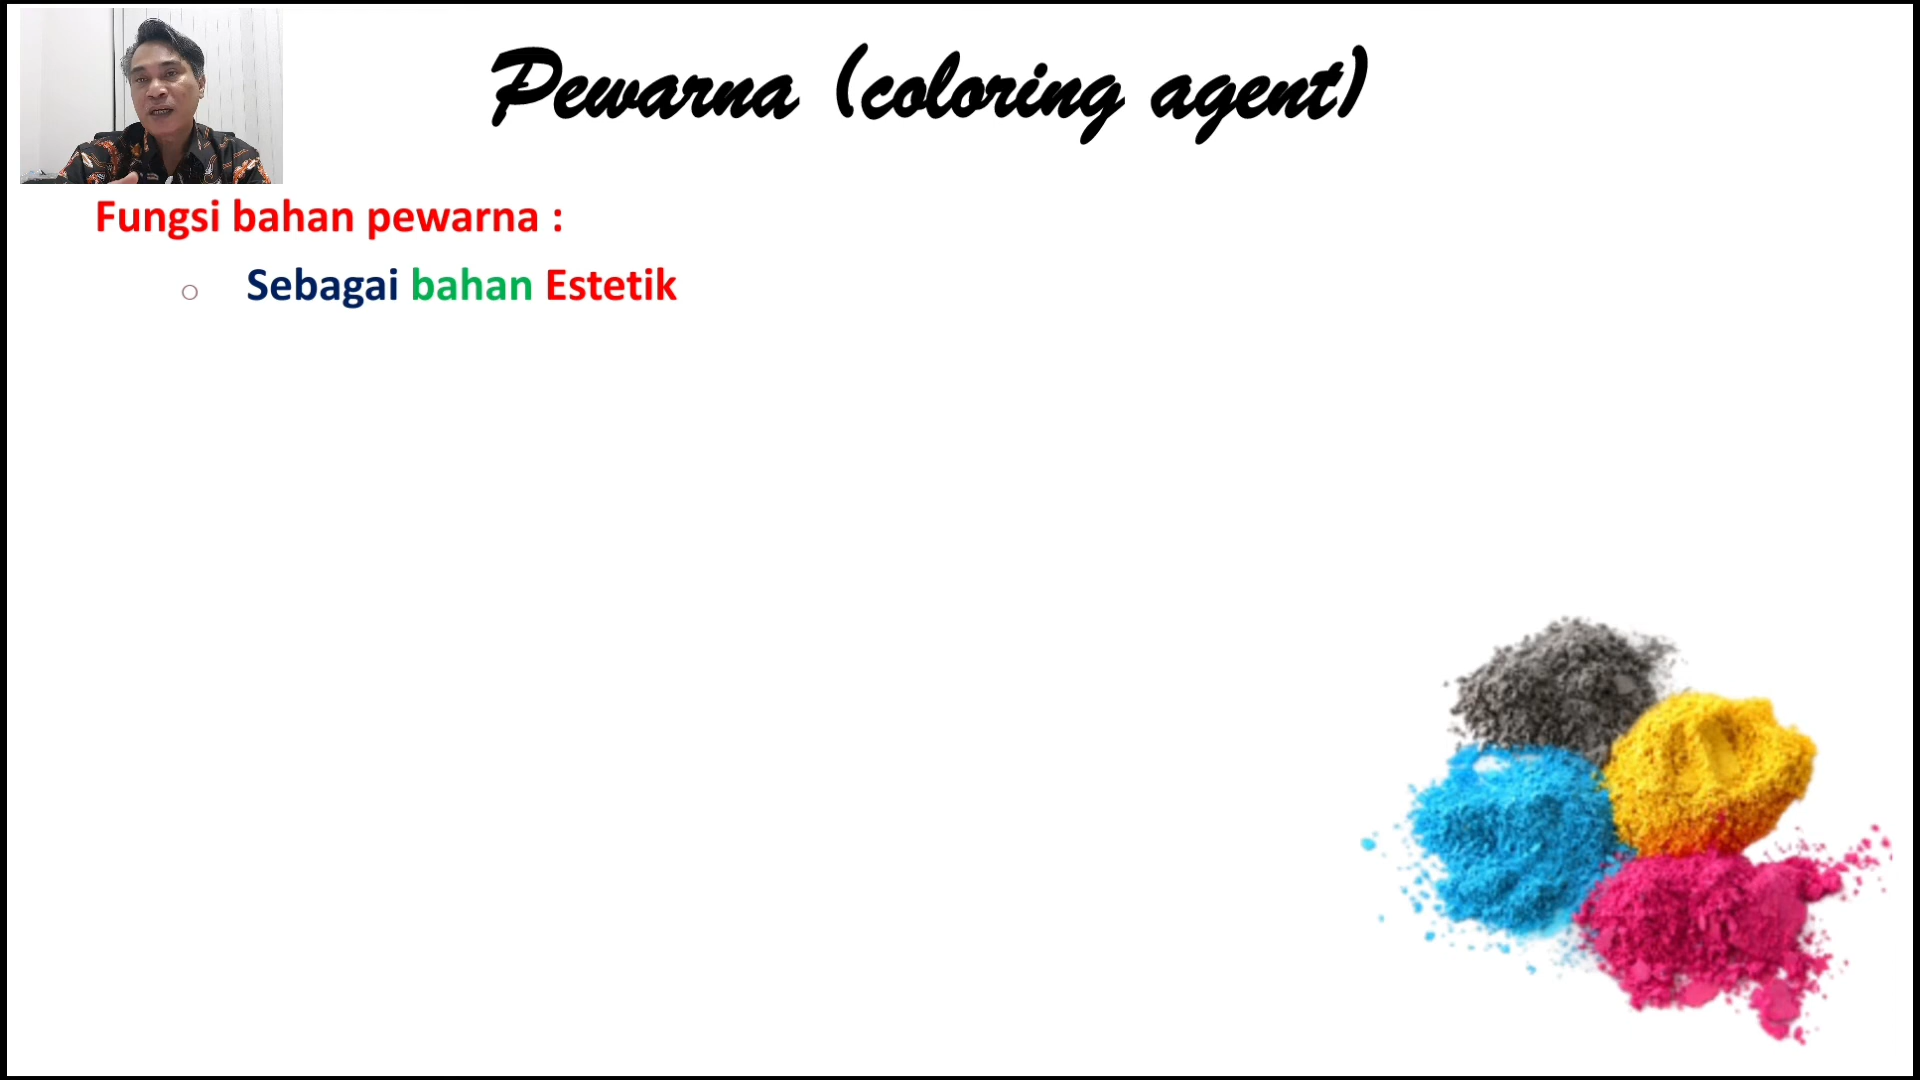 Pewarna (coloring agent)
Fungsi bahan pewarna :
Sebagai bahan Estetik